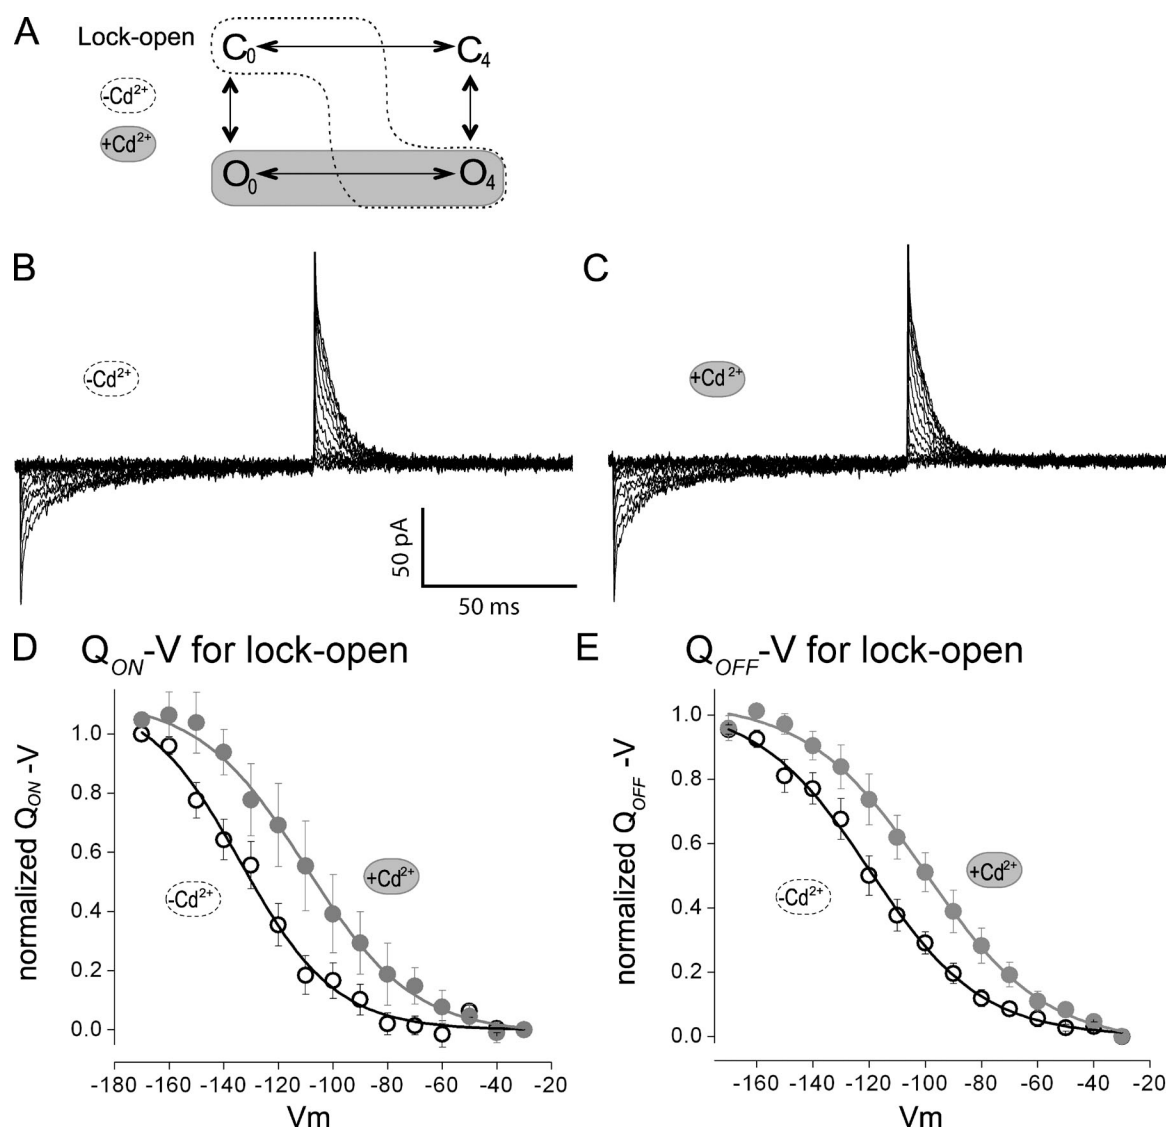 A
Lock-open
C0
C4
-Cd2+
+Cd2+
O0
O4
B
C
-Cd2+
+Cd2+
50 pA
50 ms
D QON-V for lock-open
E QOFF-V for lock-open
normalized QON-V
1.0
0.8
0.6
0.4
0.2
0.0
+Cd2+
-Cd2+
-180 -160 -140 -120 -100 -80 -60 -40 -20
Vm
normalized QOFF-V
1.0
0.8
0.6
0.4
0.2
0.0
+Cd2+
-Cd2+
-160 -140 -120 -100 -80 -60 -40 -20
Vm